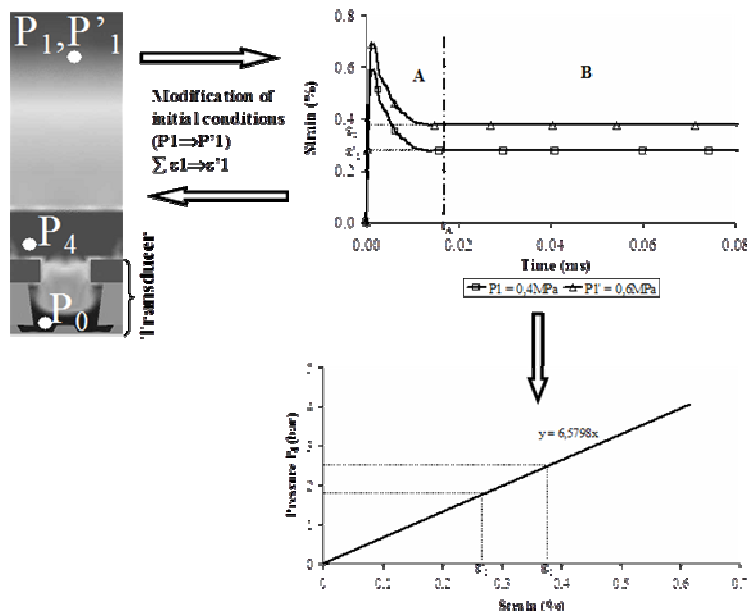 P1,P'1
Modification of
initial conditions
(P1⇒P'1)
∑ ε1⇒ε'1
P4
P0
Transducer
Strain (%)
0.8
0.6
0.4
0.2
0.0
A
B
0.00
0.02
0.04
0.06
0.08
Time (ms)
P1 = 0,4MPa
P1' = 0,6MPa
Pressure P4 (bar)
y = 6,5798x
0
0.1
0.2
0.3
0.4
0.5
0.6
0.7
Strain (%)